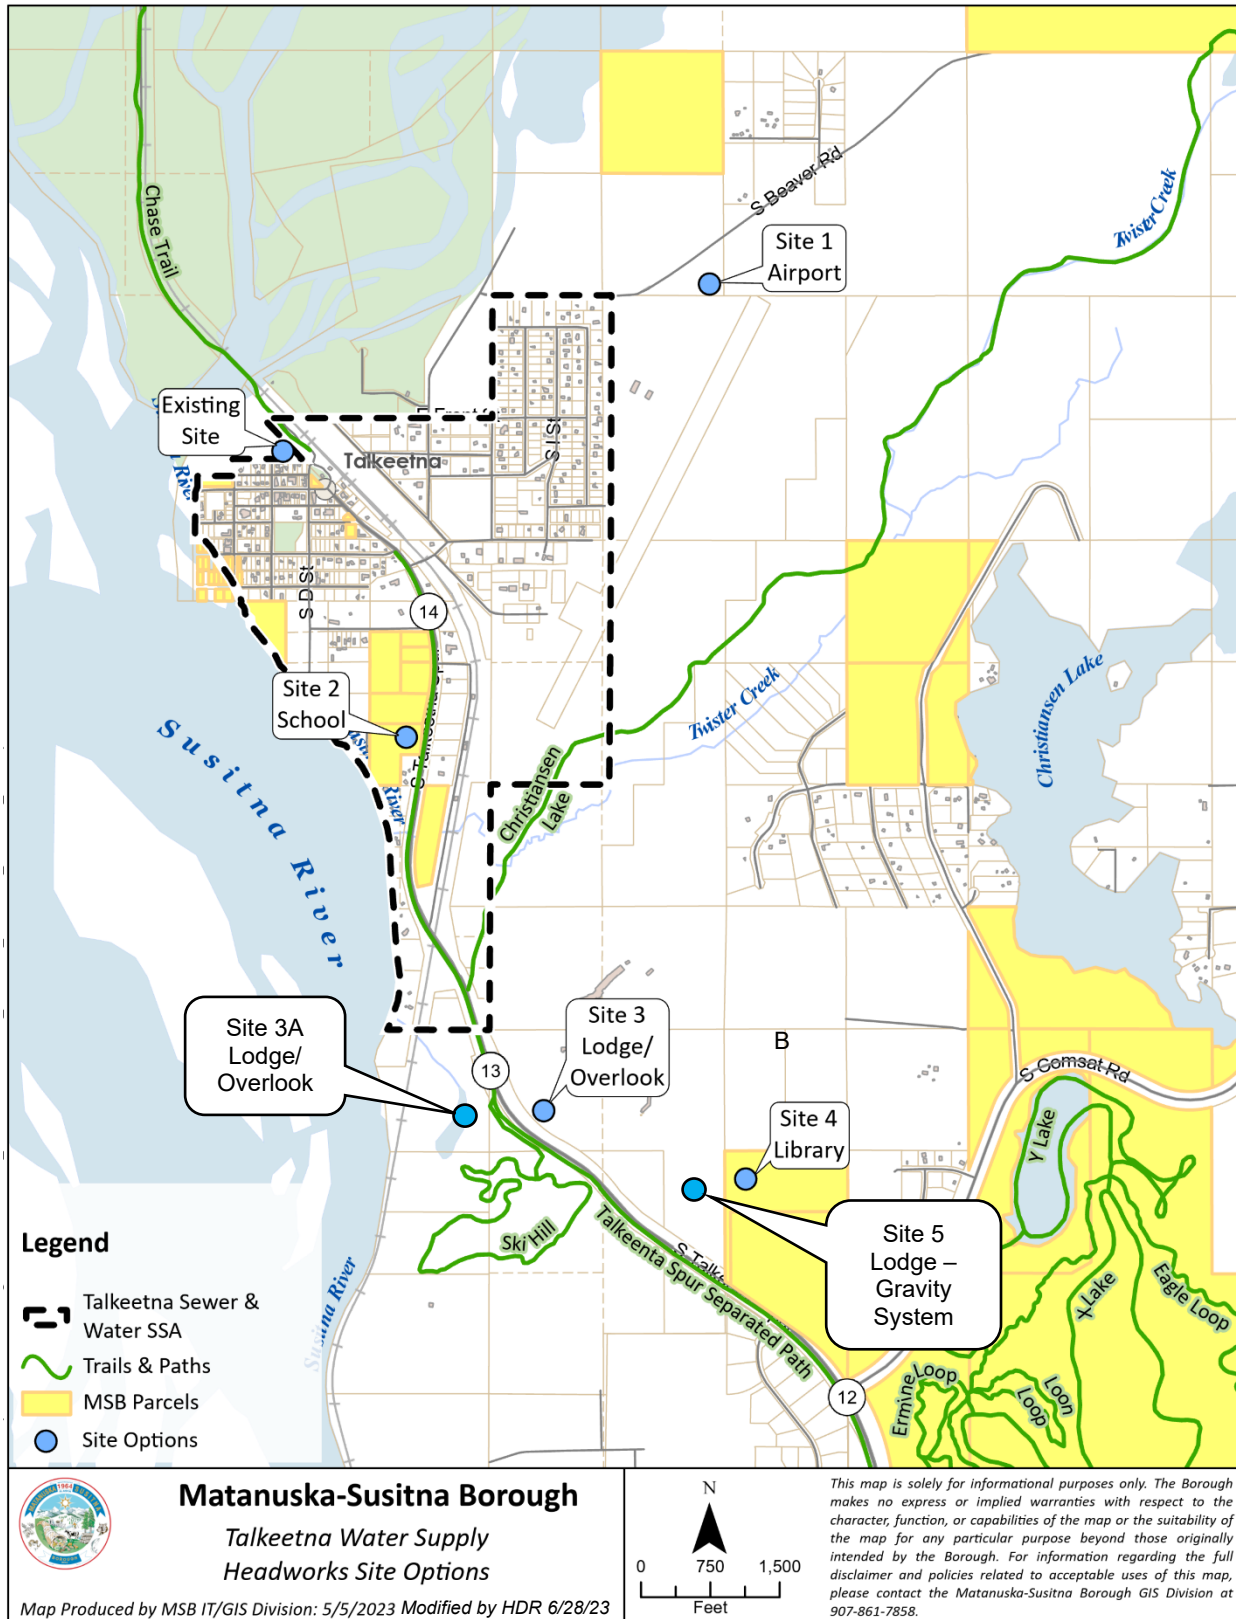 Chase Trail
S Beaver Rd
Twister Creek
Site 1
Airport
Existing
Site
River
E Front St
Talkeetna
S I St
S D St
14
Site 2
School
S Talkeetna Spur
River
Susitna River
Christiansen
Lake
Twister Creek
Christiansen Lake
Site 3A
Lodge/
Overlook
Site 3
Lodge/
Overlook
13
B
S Comsat Rd
Site 4
Library
Y Lake
Ski Hill
Talkeenta Spur Separated Path
S Talk
Site 5
Lodge –
Gravity
System
X Lake
Eagle Loop
Ermine Loop
Loon
Loop
12
Susitna River
Legend
Talkeetna Sewer &
Water SSA
Trails & Paths
MSB Parcels
Site Options
Matanuska-Susitna Borough
Talkeetna Water Supply
Headworks Site Options
Map Produced by MSB IT/GIS Division: 5/5/2023 Modified by HDR 6/28/23
N
0 750 1,500
Feet
This map is solely for informational purposes only. The Borough
makes no express or implied warranties with respect to the
character, function, or capabilities of the map or the suitability of
the map for any particular purpose beyond those originally
intended by the Borough. For information regarding the full
disclaimer and policies related to acceptable uses of this map,
please contact the Matanuska-Susitna Borough GIS Division at
907-861-7858.